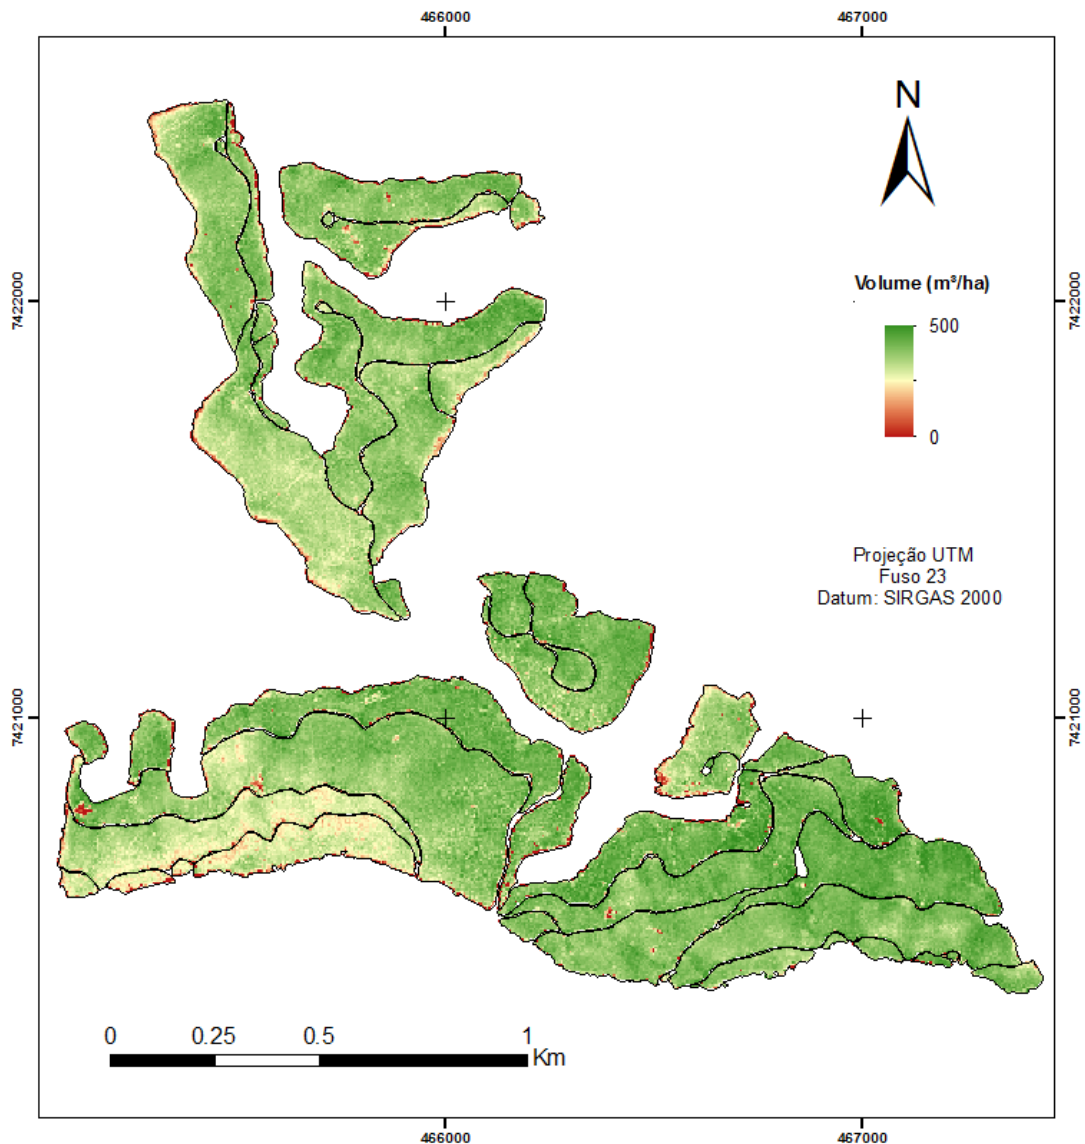 466000 467000
N
7422000 7422000
Volume (m³/ha)
500
0
Projeção UTM
Fuso 23
Datum: SIRGAS 2000
7421000 7421000
0 0.25 0.5 1
Km
466000 467000